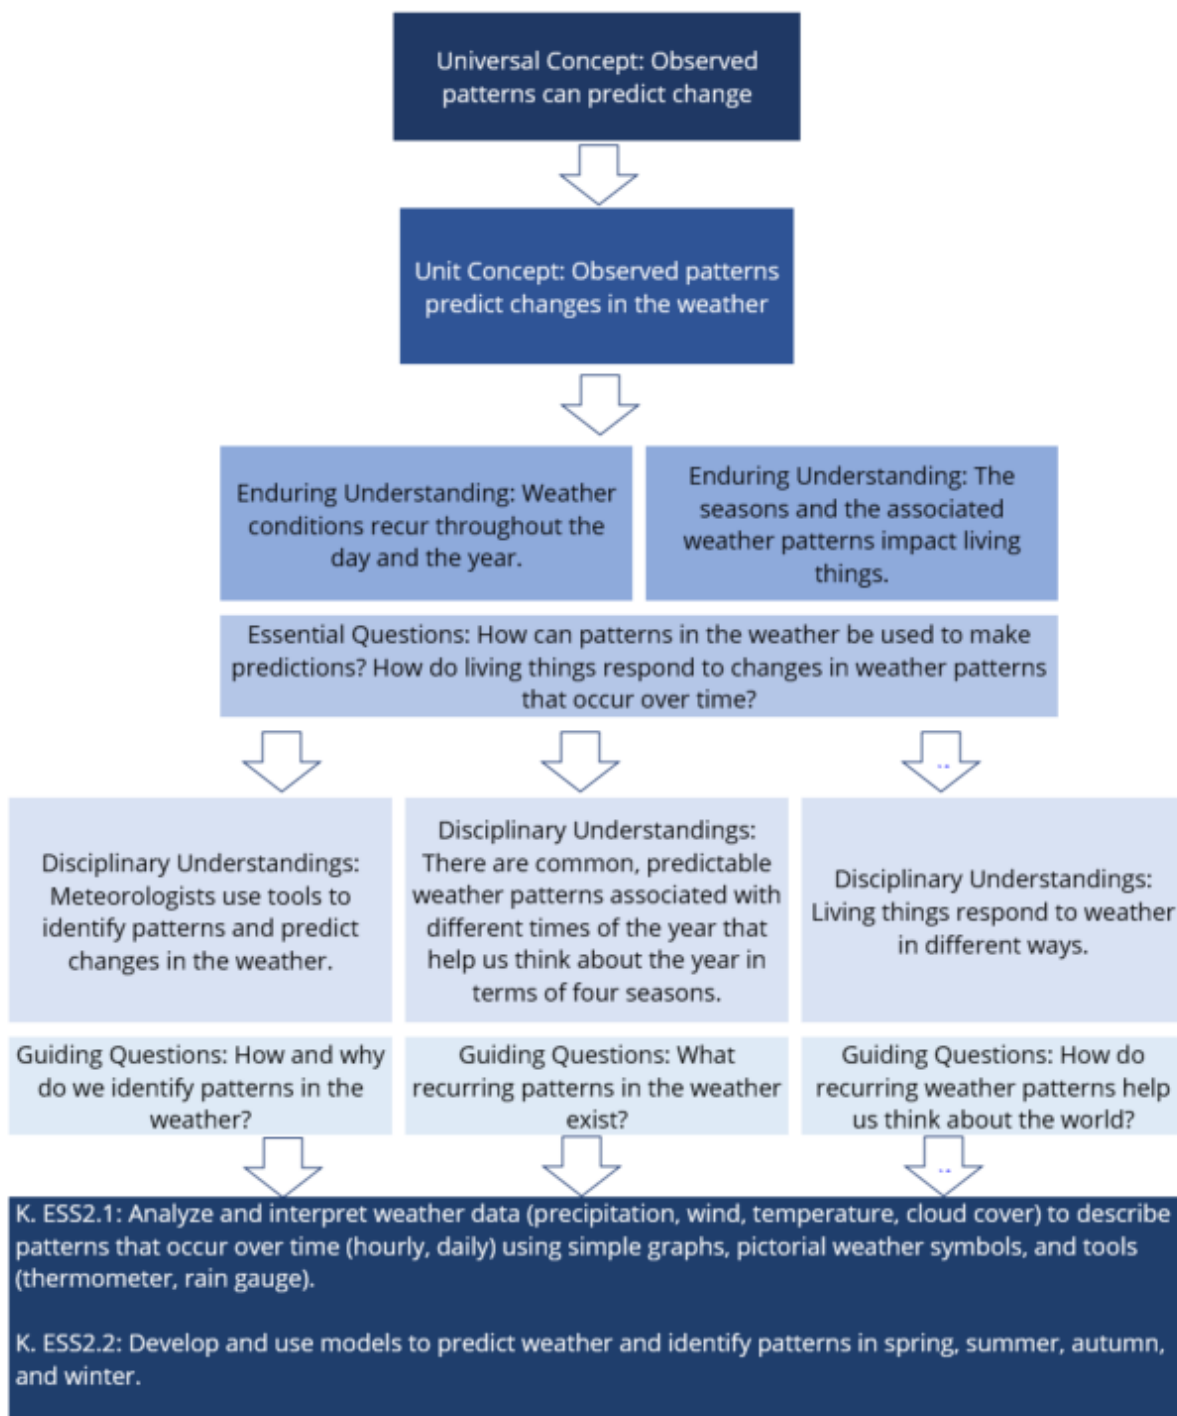 Universal Concept: Observed
patterns can predict change
Unit Concept: Observed patterns
predict changes in the weather
Enduring Understanding: Weather
conditions recur throughout the
day and the year.
Enduring Understanding: The
seasons and the associated
weather patterns impact living
things.
Essential Questions: How can patterns in the weather be used to make
predictions? How do living things respond to changes in weather patterns
that occur over time?
Disciplinary Understandings:
Meteorologists use tools to
identify patterns and predict
changes in the weather.
Disciplinary Understandings:
There are common, predictable
weather patterns associated with
different times of the year that
help us think about the year in
terms of four seasons.
Disciplinary Understandings:
Living things respond to weather
in different ways.
Guiding Questions: How and why
do we identify patterns in the
weather?
Guiding Questions: What
recurring patterns in the weather
exist?
Guiding Questions: How do
recurring weather patterns help
us think about the world?
K. ESS2.1: Analyze and interpret weather data (precipitation, wind, temperature, cloud cover) to describe
patterns that occur over time (hourly, daily) using simple graphs, pictorial weather symbols, and tools
(thermometer, rain gauge).
K. ESS2.2: Develop and use models to predict weather and identify patterns in spring, summer, autumn,
and winter.